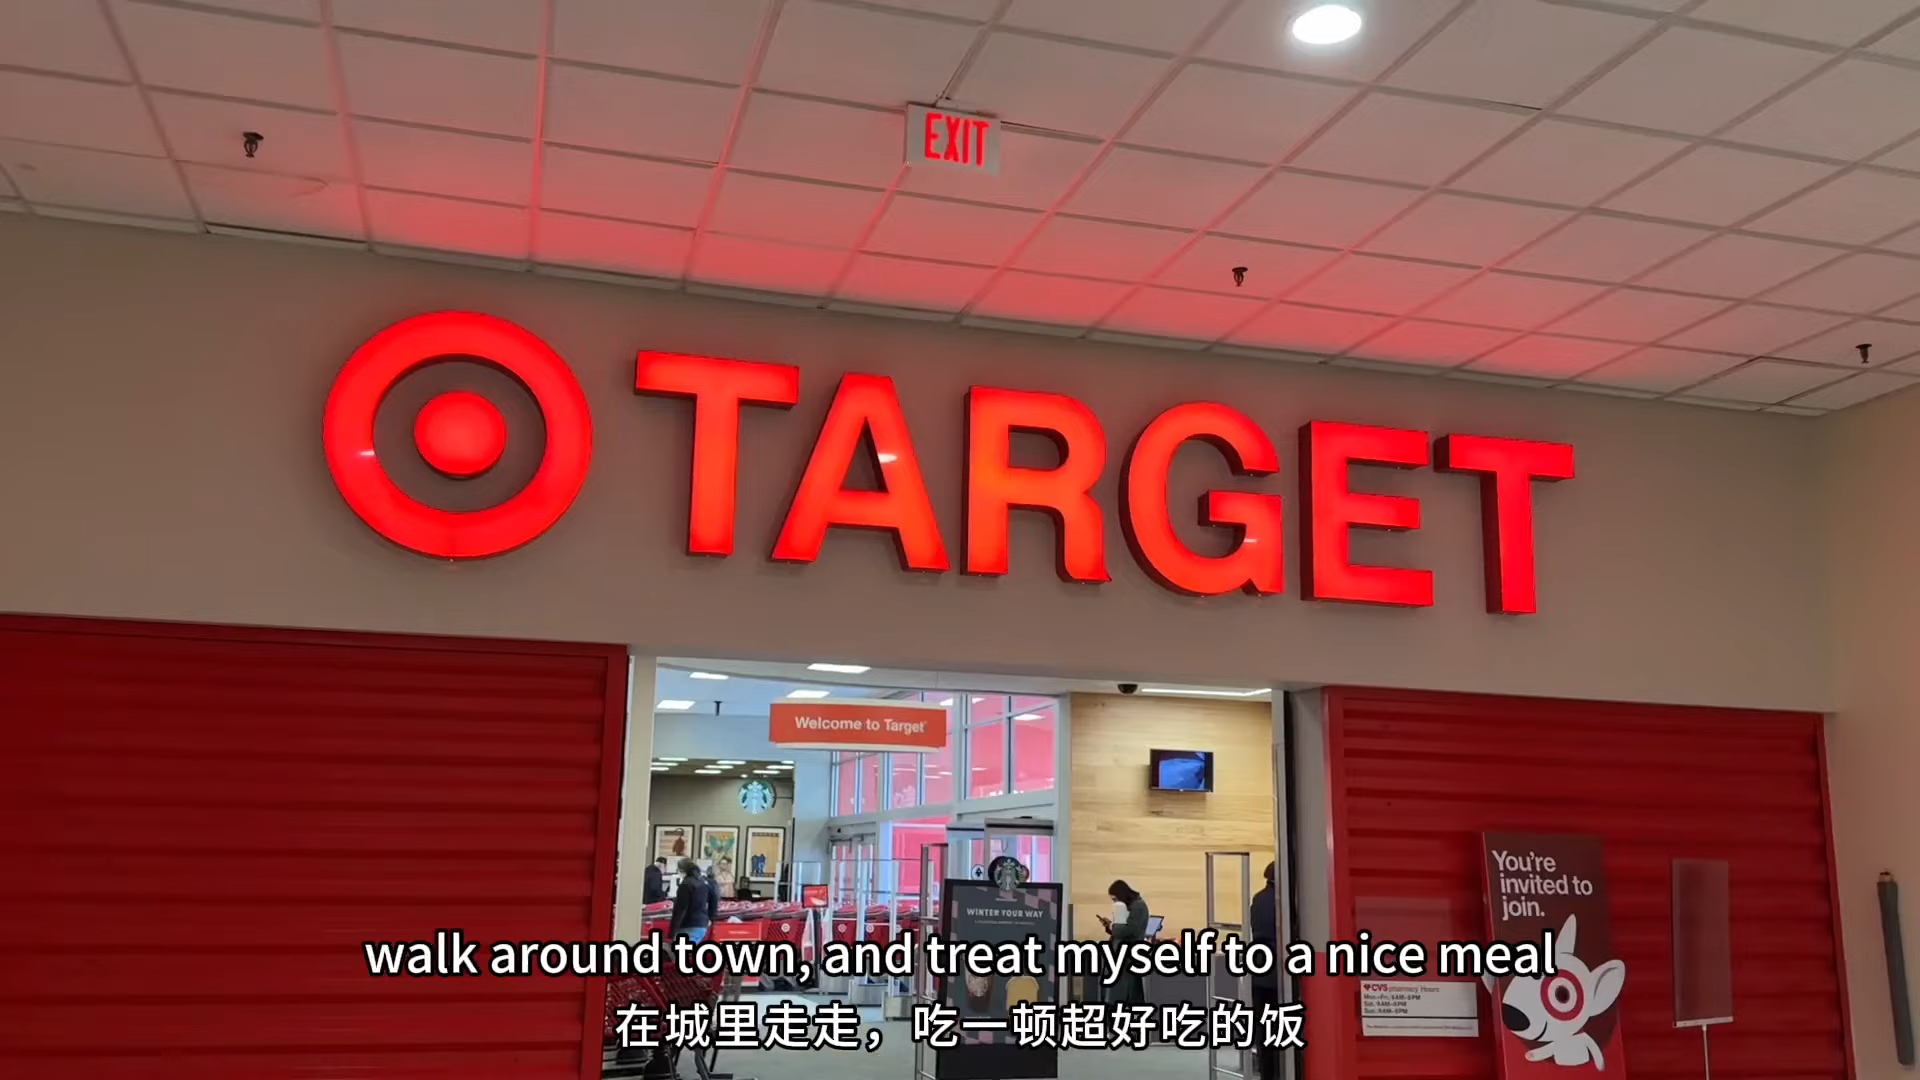 EXIT
TARGET
Welcome to Target
WINTER YOUR WAY
You're
invited to
join.
CVS pharmacy Hours
walk around town, and treat myself to a nice meal
在城里走走，吃一顿超好吃的饭